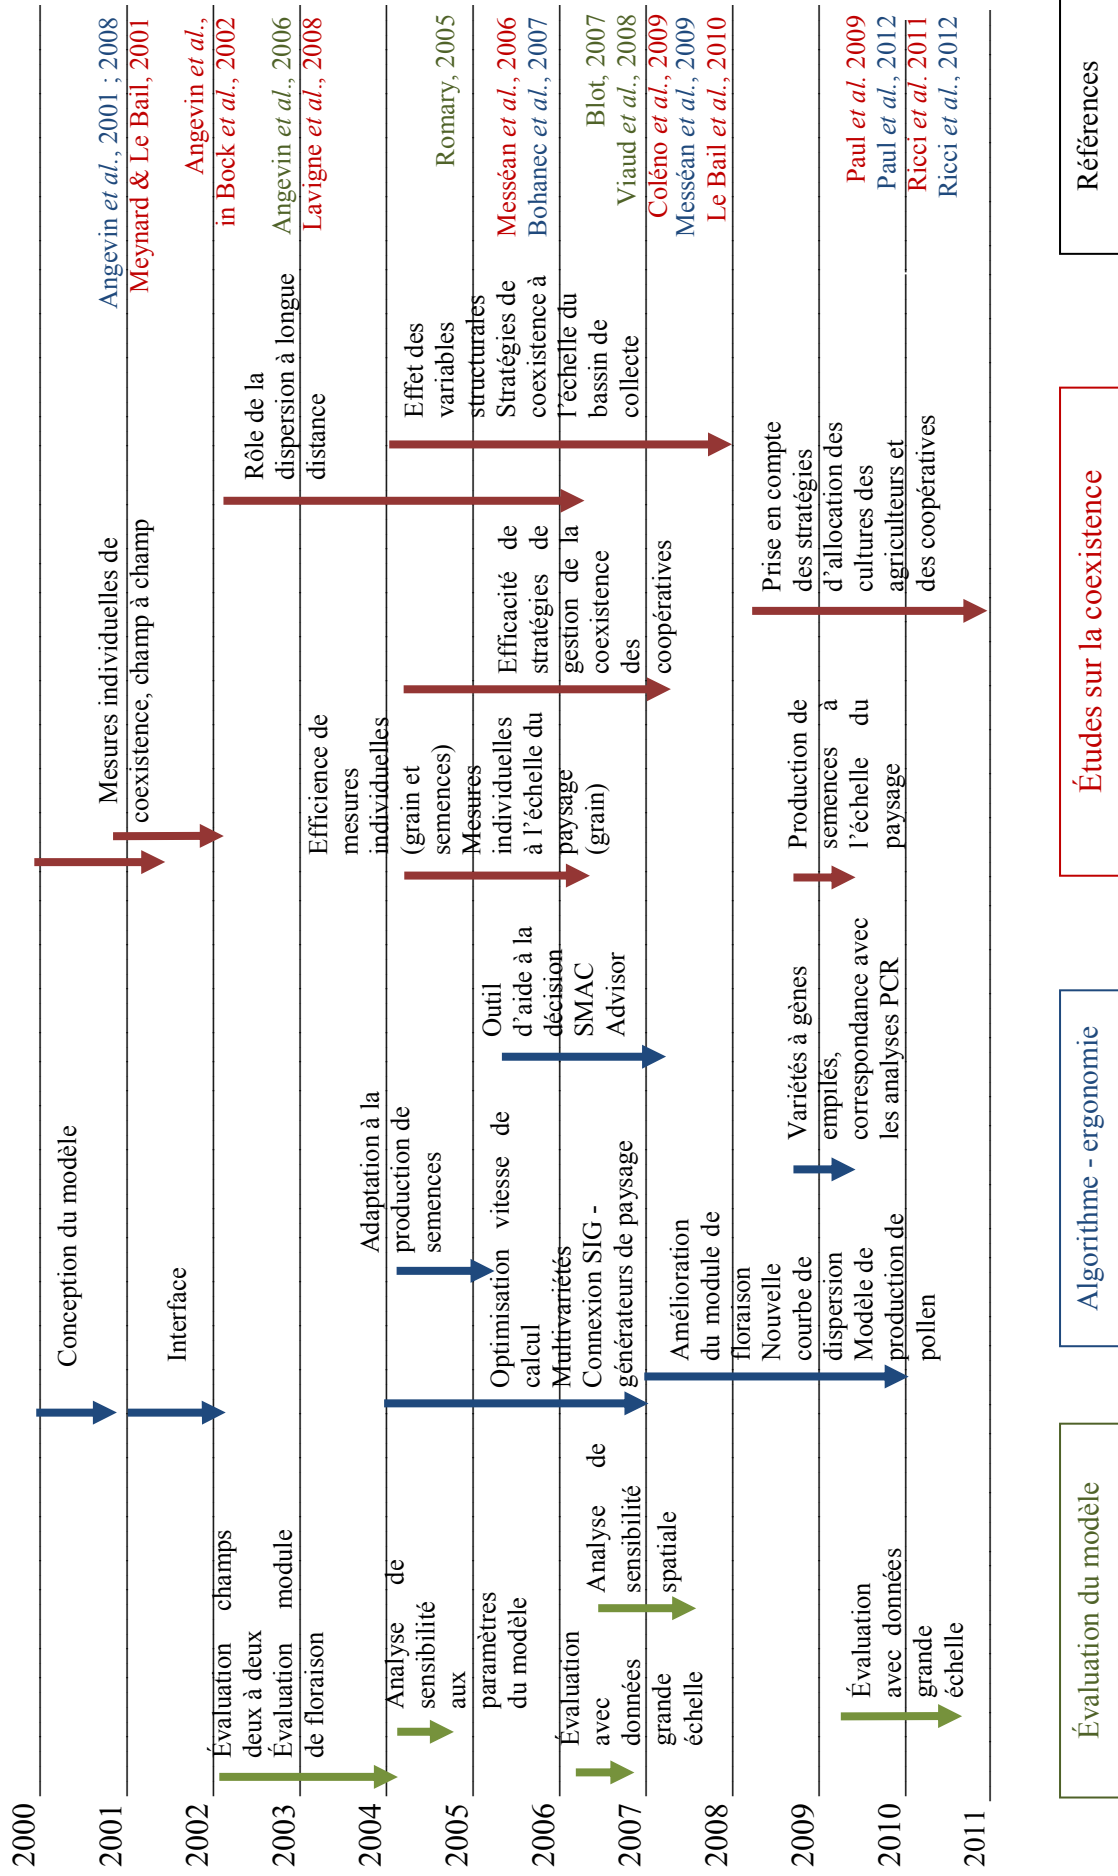 2000
2001
2002
2003
2004
2005
2006
2007
2008
2009
2010
2011
Évaluation champs
deux à deux
Évaluation module
de floraison
Analyse de
sensibilité
aux
paramètres
du modèle
Évaluation
avec
données
grande
échelle
Analyse de
sensibilité
spatiale
Évaluation
avec données
grande
échelle
Conception du modèle
Interface
Adaptation à la
production de
semences
Optimisation vitesse de
calcul
Multivariétés
Connexion SIG -
générateurs de paysage
Outil
d'aide à la
décision
SMAC
Advisor
Amélioration
du module de
floraison
Nouvelle
courbe de
dispersion
Modèle de
production de
pollen
Variétés à gènes
empilés,
correspondance avec
les analyses PCR
Mesures individuelles de
coexistence, champ à champ
Efficience de
mesures
individuelles
(grain et
semences)
Mesures
individuelles
à l'échelle du
paysage
(grain)
Efficacité de
stratégies de
gestion de la
coexistence
des
coopératives
Rôle de la
dispersion à longue
distance
Effet des
variables
structurales
Stratégies de
coexistence à
l'échelle du
bassin de
collecte
Production de
semences à
l'échelle du
paysage
Prise en compte
des stratégies
d'allocation des
cultures des
agriculteurs et
des coopératives
Angevin et al., 2001 ; 2008
Meynard & Le Bail, 2001
Angevin et al.,
in Bock et al., 2002
Angevin et al., 2006
Lavigne et al., 2008
Romary, 2005
Messéan et al., 2006
Bohanec et al., 2007
Blot, 2007
Viaud et al., 2008
Coléno et al., 2009
Messéan et al., 2009
Le Bail et al., 2010
Paul et al. 2009
Paul et al., 2012
Ricci et al. 2011
Ricci et al., 2012
Évaluation du modèle
Algorithme - ergonomie
Études sur la coexistence
Références